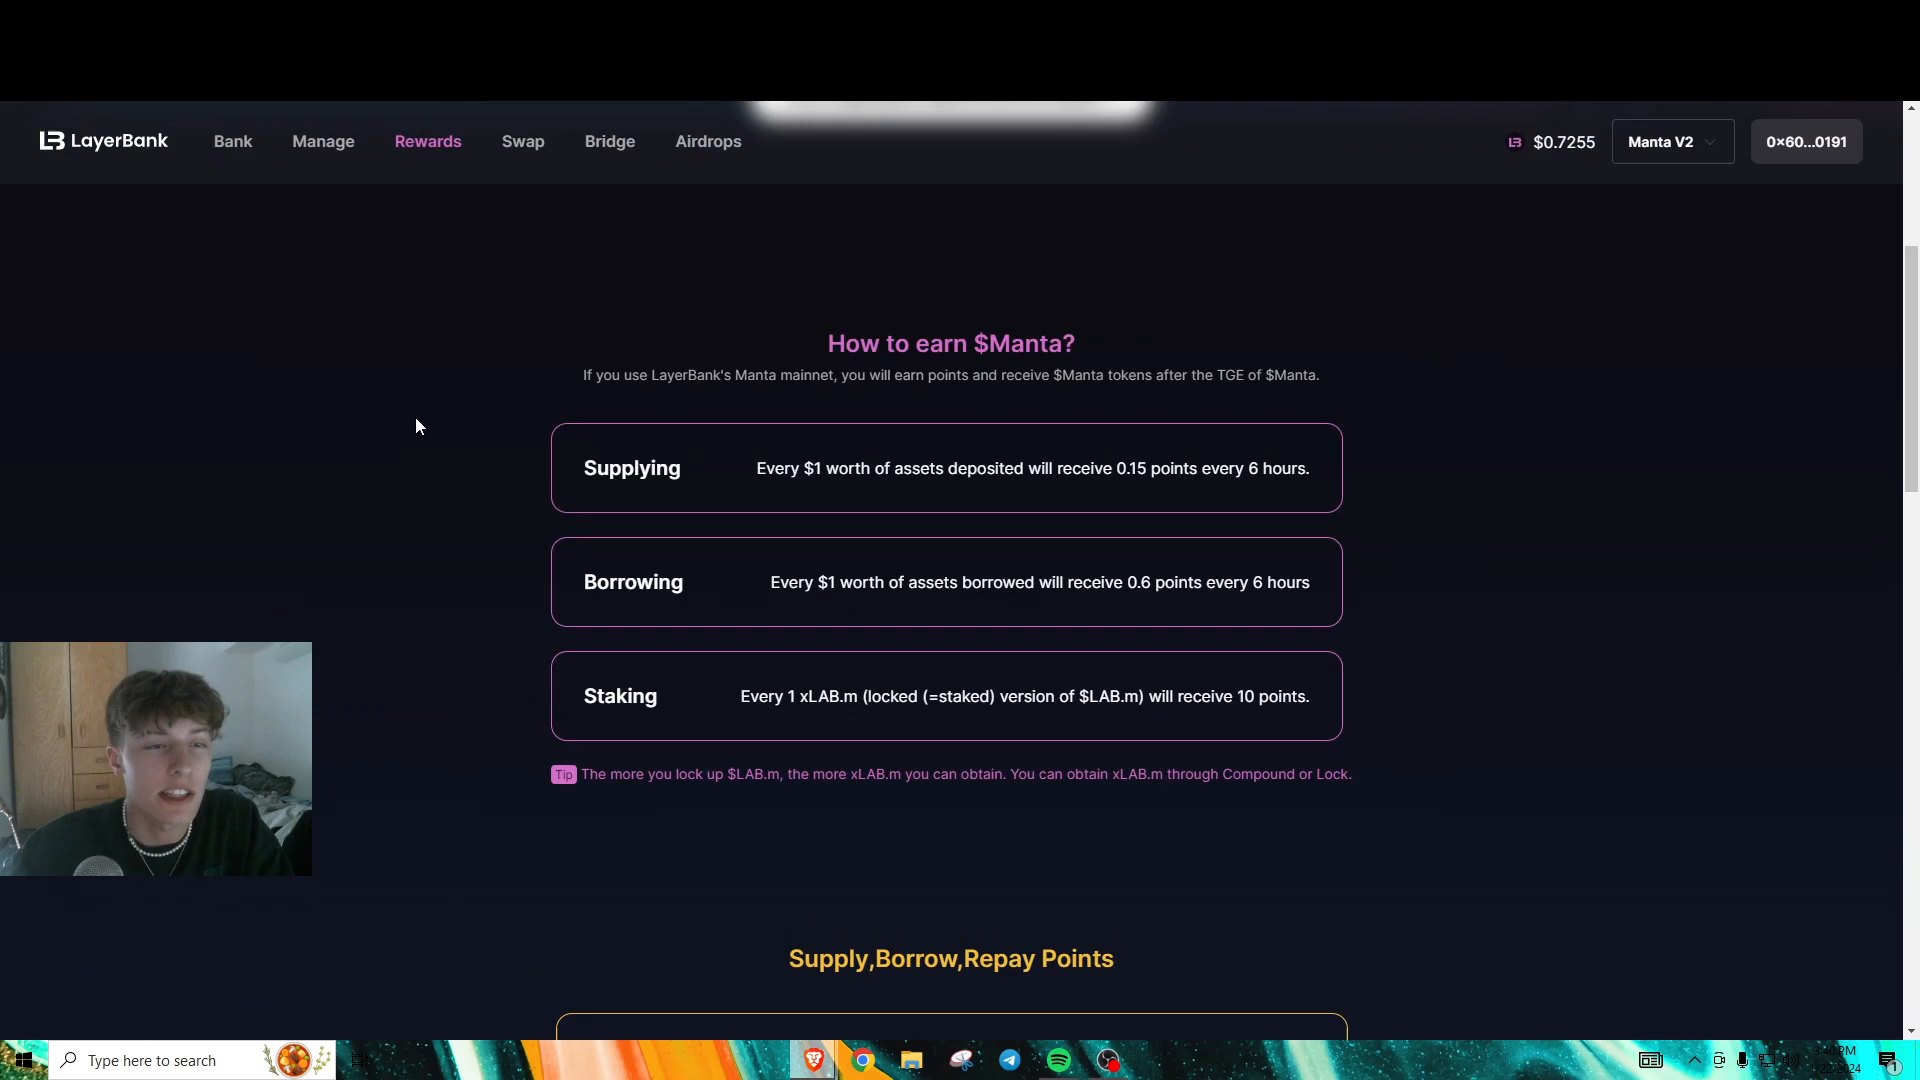 LayerBank
Bank
Manage
Rewards
Swap
Bridge
Airdrops
$0.7255
Manta V2
0×60...0191
How to earn $Manta?
If you use LayerBank's Manta mainnet, you will earn points and receive $Manta tokens after the TGE of $Manta.
Supplying
Every $1 worth of assets deposited will receive 0.15 points every 6 hours.
Borrowing
Every $1 worth of assets borrowed will receive 0.6 points every 6 hours
Staking
Every 1 xLAB.m (locked (=staked) version of $LAB.m) will receive 10 points.
Tip The more you lock up $LAB.m, the more xLAB.m you can obtain. You can obtain xLAB.m through Compound or Lock.
Supply,Borrow,Repay Points
Type here to search